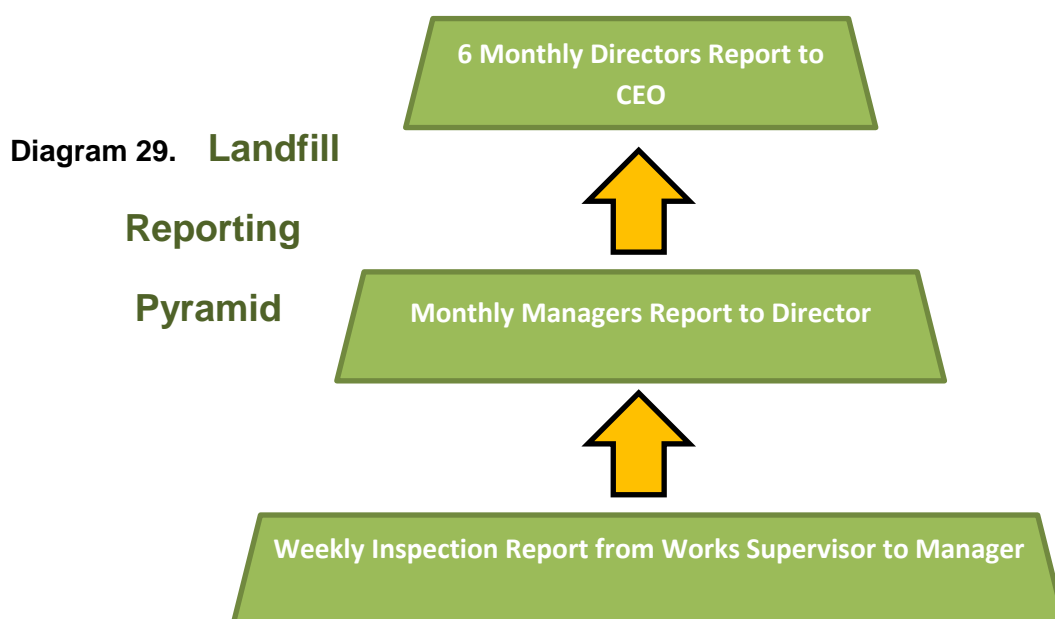 6 Monthly Directors Report to
CEO
Diagram 29. Landfill
Reporting
Pyramid
Monthly Managers Report to Director
Weekly Inspection Report from Works Supervisor to Manager